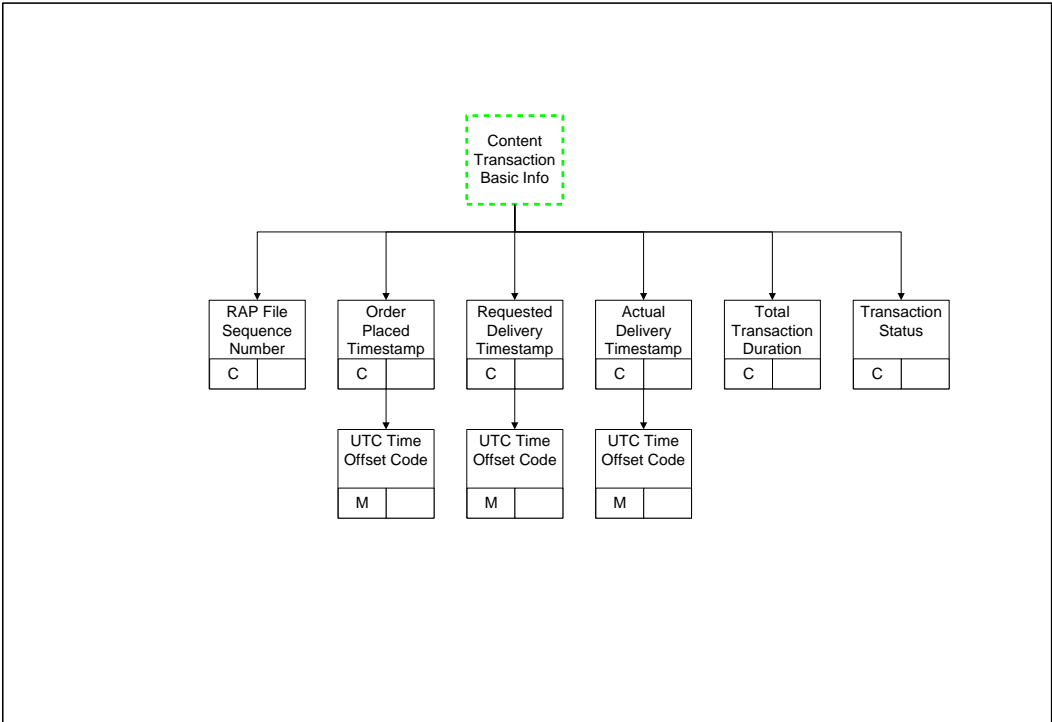 Content
Transaction
Basic Info
RAP File
Sequence
Number
C
Order
Placed
Timestamp
C
Requested
Delivery
Timestamp
C
Actual
Delivery
Timestamp
C
Total
Transaction
Duration
C
Transaction
Status
C
UTC Time
Offset Code
M
UTC Time
Offset Code
M
UTC Time
Offset Code
M